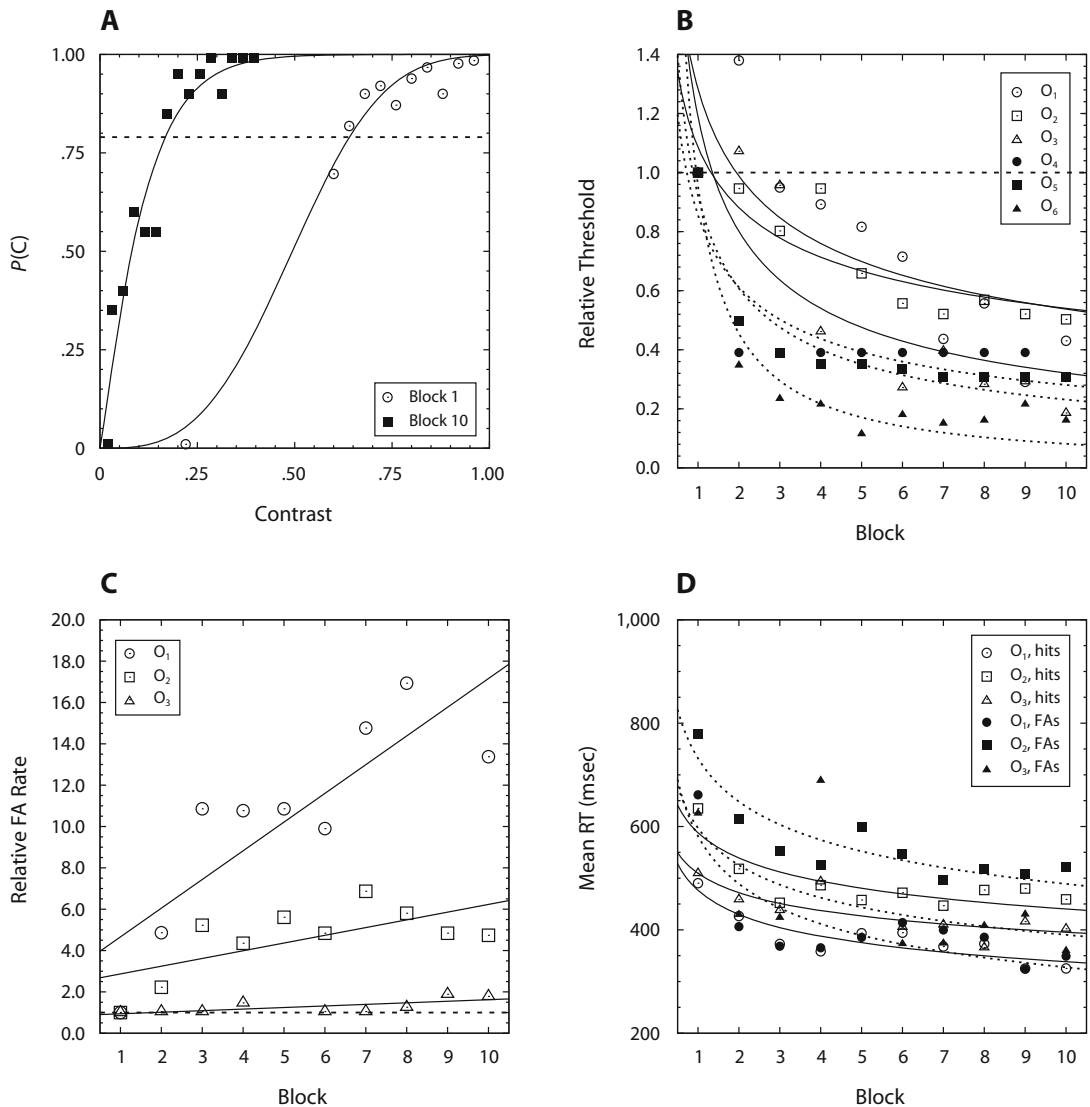 A
1.00
.75
.50
.25
0
P(C)
0
.25
.50
.75
1.00
Contrast
Block 1
Block 10
B
1.4
1.2
1.0
0.8
0.6
0.4
0.2
0.0
Relative Threshold
1 2 3 4 5 6 7 8 9 10
Block
O₁
O₂
O₃
O₄
O₅
O₆
C
20.0
18.0
16.0
14.0
12.0
10.0
8.0
6.0
4.0
2.0
0.0
Relative FA Rate
1 2 3 4 5 6 7 8 9 10
Block
O₁
O₂
O₃
D
1,000
800
600
400
200
Mean RT (msec)
1 2 3 4 5 6 7 8 9 10
Block
O₁, hits
O₂, hits
O₃, hits
O₁, FAs
O₂, FAs
O₃, FAs